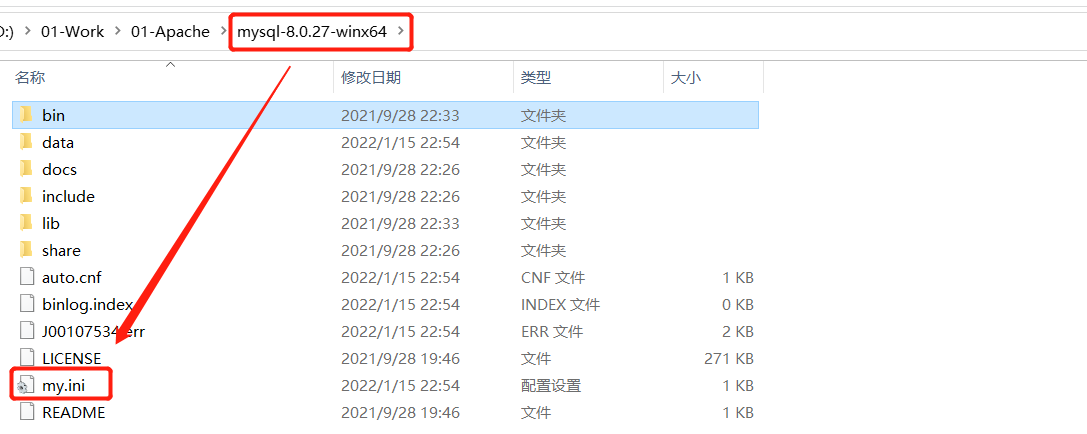 D:) > 01-Work > 01-Apache > mysql-8.0.27-winx64 >
名称 修改日期 类型 大小
bin 2021/9/28 22:33 文件夹
data 2022/1/15 22:54 文件夹
docs 2021/9/28 22:26 文件夹
include 2021/9/28 22:26 文件夹
lib 2021/9/28 22:33 文件夹
share 2021/9/28 22:26 文件夹
auto.cnf 2022/1/15 22:54 CNF 文件 1 KB
binlog.index 2022/1/15 22:54 INDEX 文件 0 KB
J00107534.err 2022/1/15 22:54 ERR 文件 2 KB
LICENSE 2021/9/28 19:46 文件 271 KB
my.ini 2022/1/15 22:54 配置设置 1 KB
README 2021/9/28 19:46 文件 1 KB